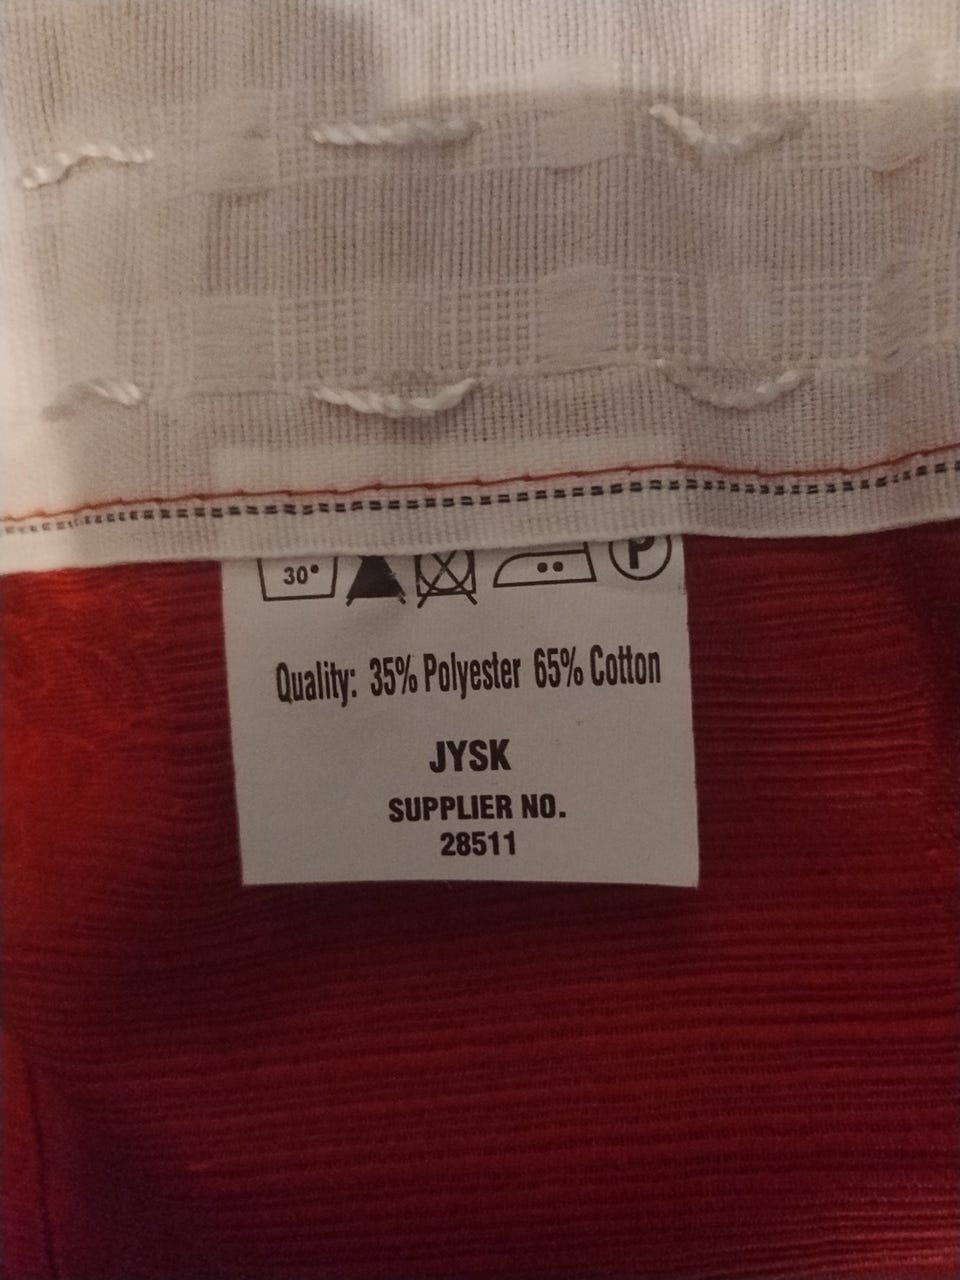 30° P
Quality: 35% Polyester 65% Cotton
JYSK
SUPPLIER NO.
28511